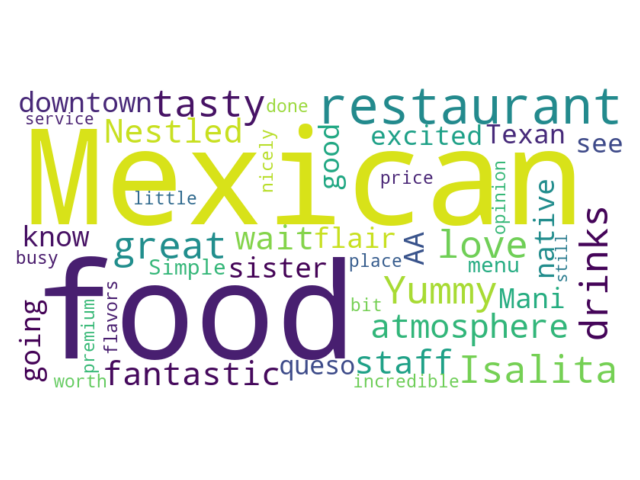 downtown tasty done restaurant
service Nestled nicely good excited Texan see
Mexican
little price opinion
know great wait flair AA love native drinks
busy Simple sister place menu still
food
going premium flavors bit Yummy Mani
atmosphere
worth fantastic queso staff incredible Isalita